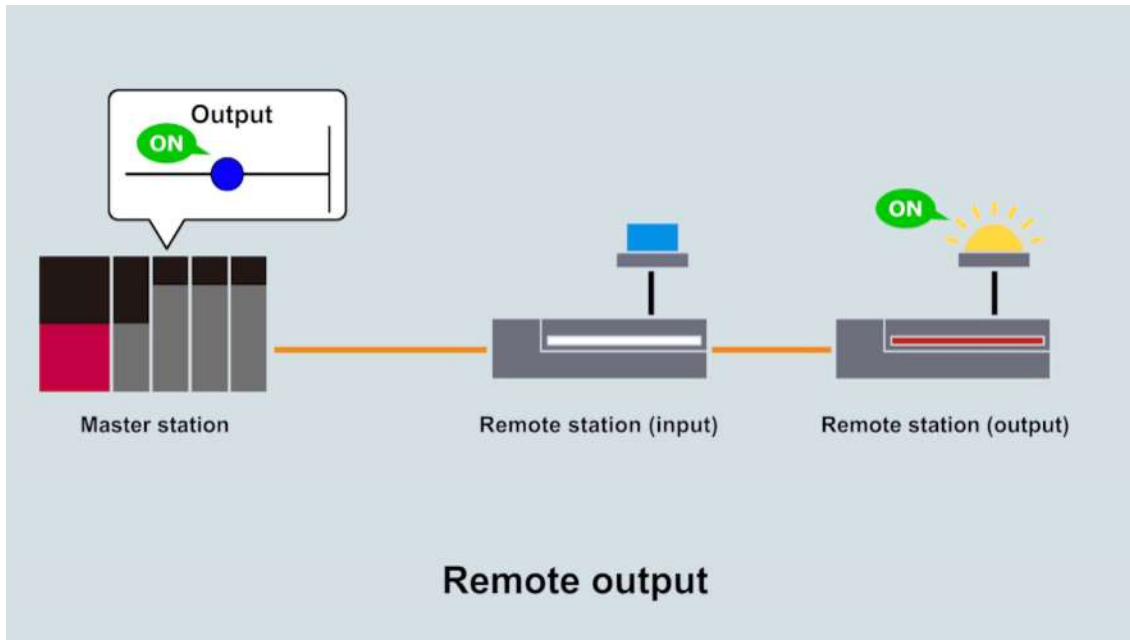 Output
ON
ON
Master station
Remote station (input)
Remote station (output)
Remote output